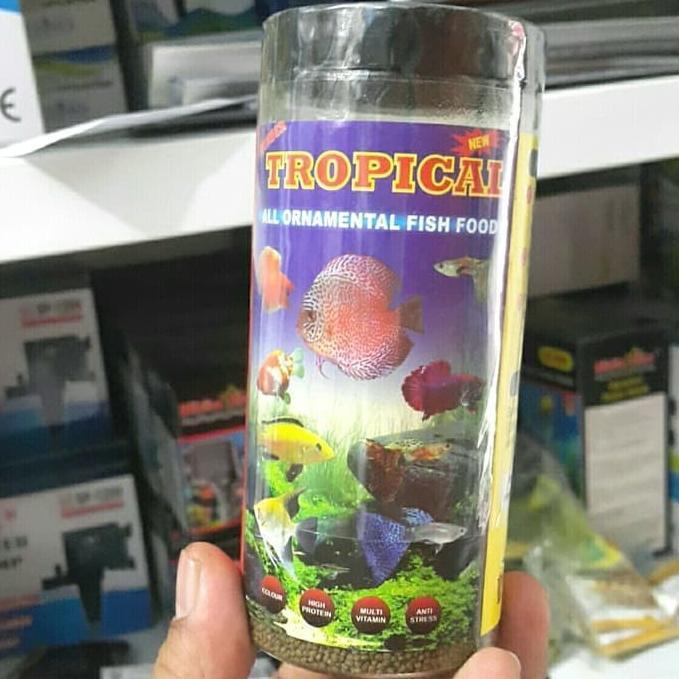 NEW
TROPICAL
ALL ORNAMENTAL FISH FOOD
COLOUR
HIGH
PROTEIN
MULTI
VITAMIN
ANTI
STRESS